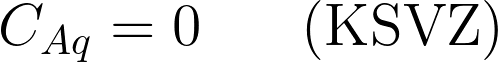 C_{Aq} = 0 (KSVZ)